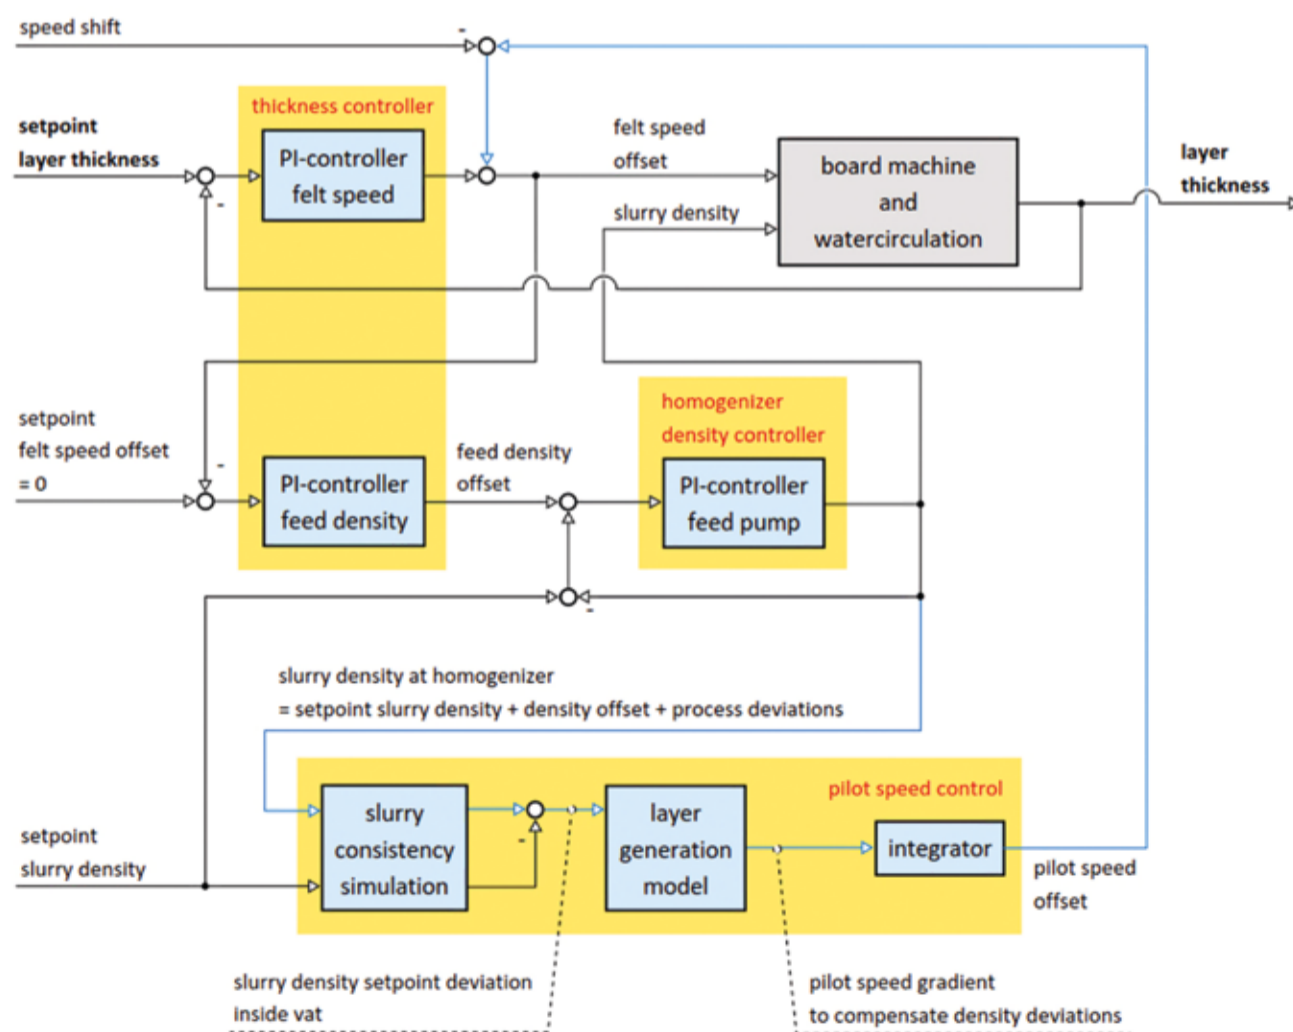 speed shift
-
thickness controller
setpoint
layer thickness
PI-controller
felt speed
-
felt speed
offset
slurry density
board machine
and
watercirculation
layer
thickness
setpoint
felt speed offset
= 0
-
PI-controller
feed density
feed density
offset
homogenizer
density controller
PI-controller
feed pump
-
slurry density at homogenizer
= setpoint slurry density + density offset + process deviations
pilot speed control
setpoint
slurry density
slurry
consistency
simulation
-
layer
generation
model
integrator
pilot speed
offset
slurry density setpoint deviation
inside vat
pilot speed gradient
to compensate density deviations